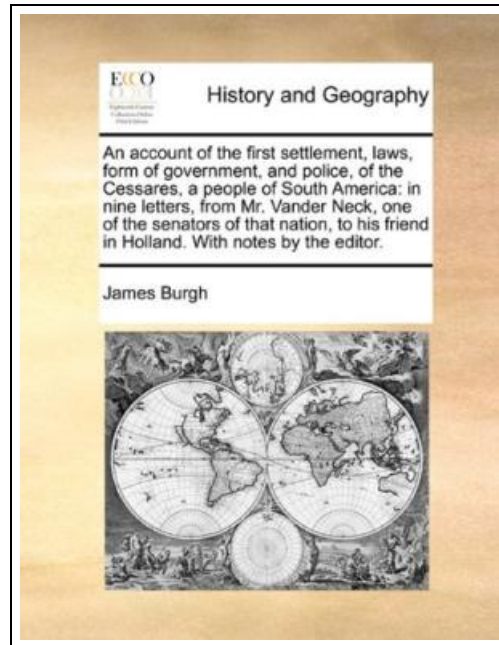 ECCO
History and Geography
An account of the first settlement, laws,
form of government, and police, of the
Cessares, a people of South America: in
nine letters, from Mr. Vander Neck, one
of the senators of that nation, to his friend
in Holland. With notes by the editor.
James Burgh